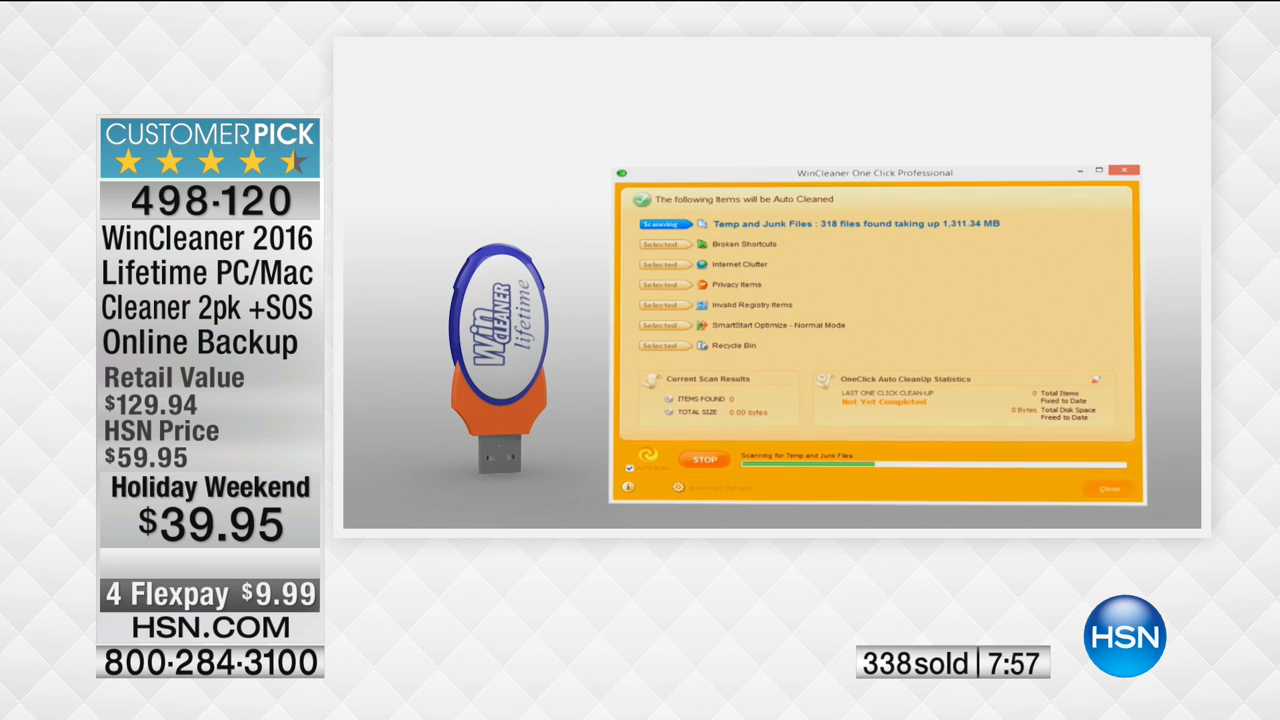 CUSTOMERPICK
498·120
WinCleaner 2016
Lifetime PC/Mac
Cleaner 2pk +SOS
Online Backup
Retail Value
$129.94
HSN Price
$59.95
Holiday Weekend
$39.95
4 Flexpay $9.99
HSN.COM
800·284·3100
Win
CLEANER
lifetime
WinCleaner One Click Professional
The following Items will be Auto Cleaned
Scanning Temp and Junk Files : 318 files found taking up 1,311.34 MB
Selected Broken Shortcuts
Selected Internet Clutter
Selected Privacy Items
Selected Invalid Registry Items
Selected SmartStart Optimize - Normal Mode
Selected Recycle Bin
Current Scan Results
ITEMS FOUND 0
TOTAL SIZE 0.00 bytes
OneClick Auto CleanUp Statistics
LAST ONE CLICK CLEAN-UP
Not Yet Completed
0 Total Items
Fixed to Date
0 Bytes Total Disk Space
Freed to Date
STOP
Scanning for Temp and Junk Files...
Advanced Options
Close
338sold 7:57
HSN